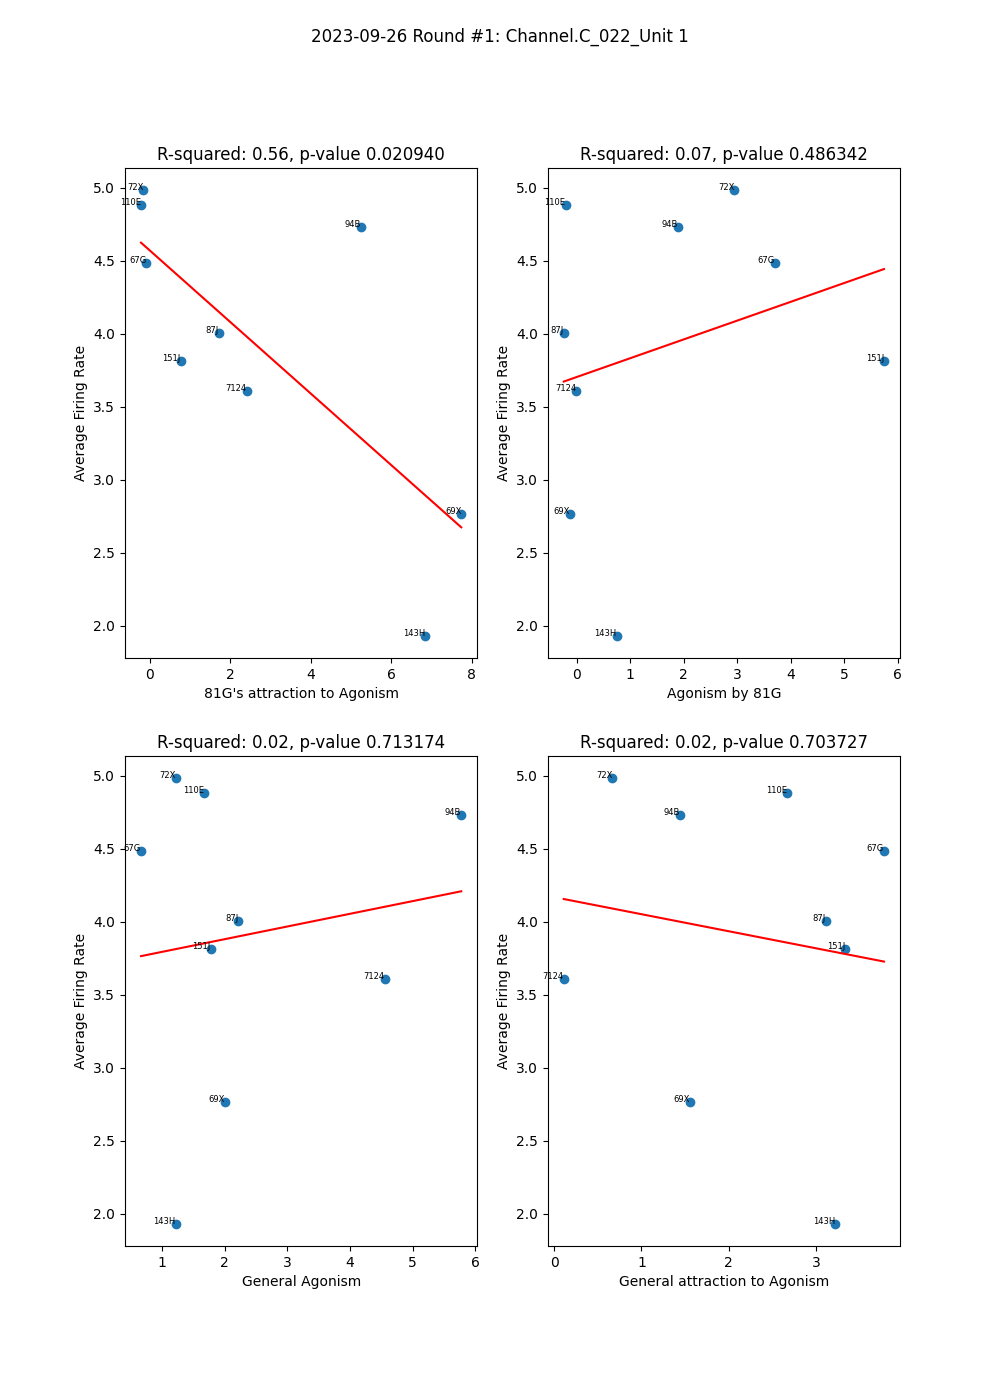 2023-09-26 Round #1: Channel.C_022_Unit 1
R-squared: 0.56, p-value 0.020940
R-squared: 0.07, p-value 0.486342
5.0
4.5
4.0
3.5
3.0
2.5
2.0
Average Firing Rate
72X
110E
94B
67G
87J
151J
7124
69X
143H
0 2 4 6 8
81G's attraction to Agonism
5.0
4.5
4.0
3.5
3.0
2.5
2.0
Average Firing Rate
72X
110E
94B
67G
87J
151J
7124
69X
143H
0 1 2 3 4 5 6
Agonism by 81G
R-squared: 0.02, p-value 0.713174
R-squared: 0.02, p-value 0.703727
5.0
4.5
4.0
3.5
3.0
2.5
2.0
Average Firing Rate
72X
110E
94B
67G
87J
151J
7124
69X
143H
1 2 3 4 5 6
General Agonism
5.0
4.5
4.0
3.5
3.0
2.5
2.0
Average Firing Rate
72X
110E
94B
67G
87J
151J
7124
69X
143H
0 1 2 3
General attraction to Agonism